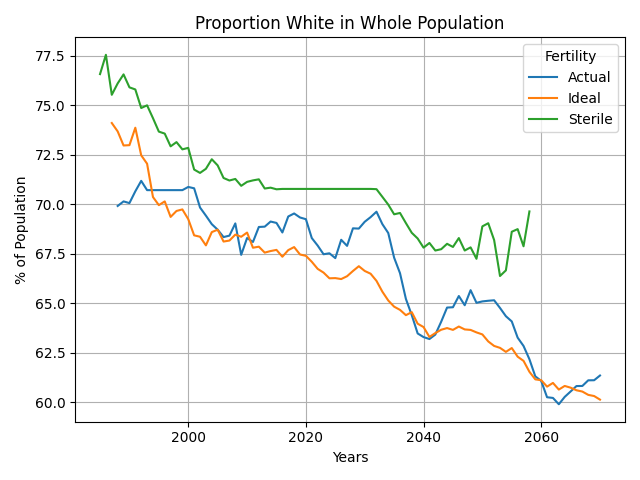 Proportion White in Whole Population
Fertility
Actual
Ideal
Sterile
% of Population
77.5
75.0
72.5
70.0
67.5
65.0
62.5
60.0
2000
2020
2040
2060
Years